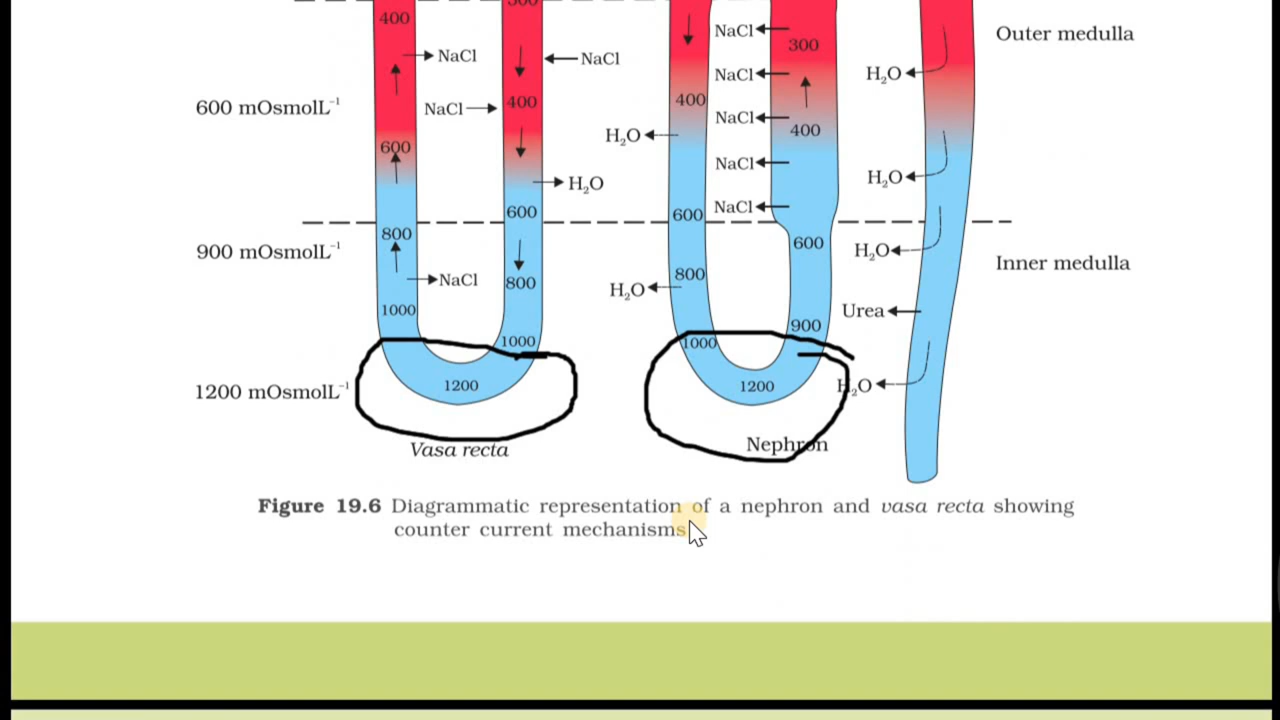 400
300
NaCl
Outer medulla
300
NaCl
NaCl
NaCl
H₂O
600 mOsmolL⁻¹
NaCl
400
400
NaCl
400
H₂O
600
NaCl
H₂O
H₂O
600
600
NaCl
800
600
900 mOsmolL⁻¹
H₂O
Inner medulla
NaCl
800
800
H₂O
1000
Urea
900
1000
1000
1200 mOsmolL⁻¹
1200
1200
H₂O
Vasa recta
Nephron
Figure 19.6 Diagrammatic representation of a nephron and vasa recta showing
counter current mechanisms